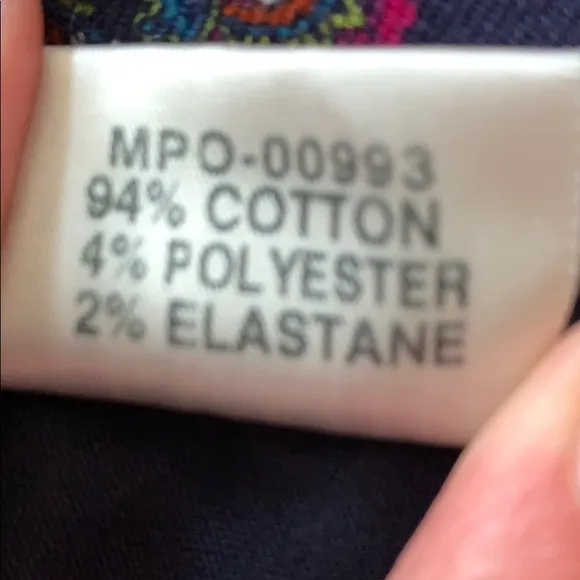 MPO-00993
94% COTTON
4% POLYESTER
2% ELASTANE